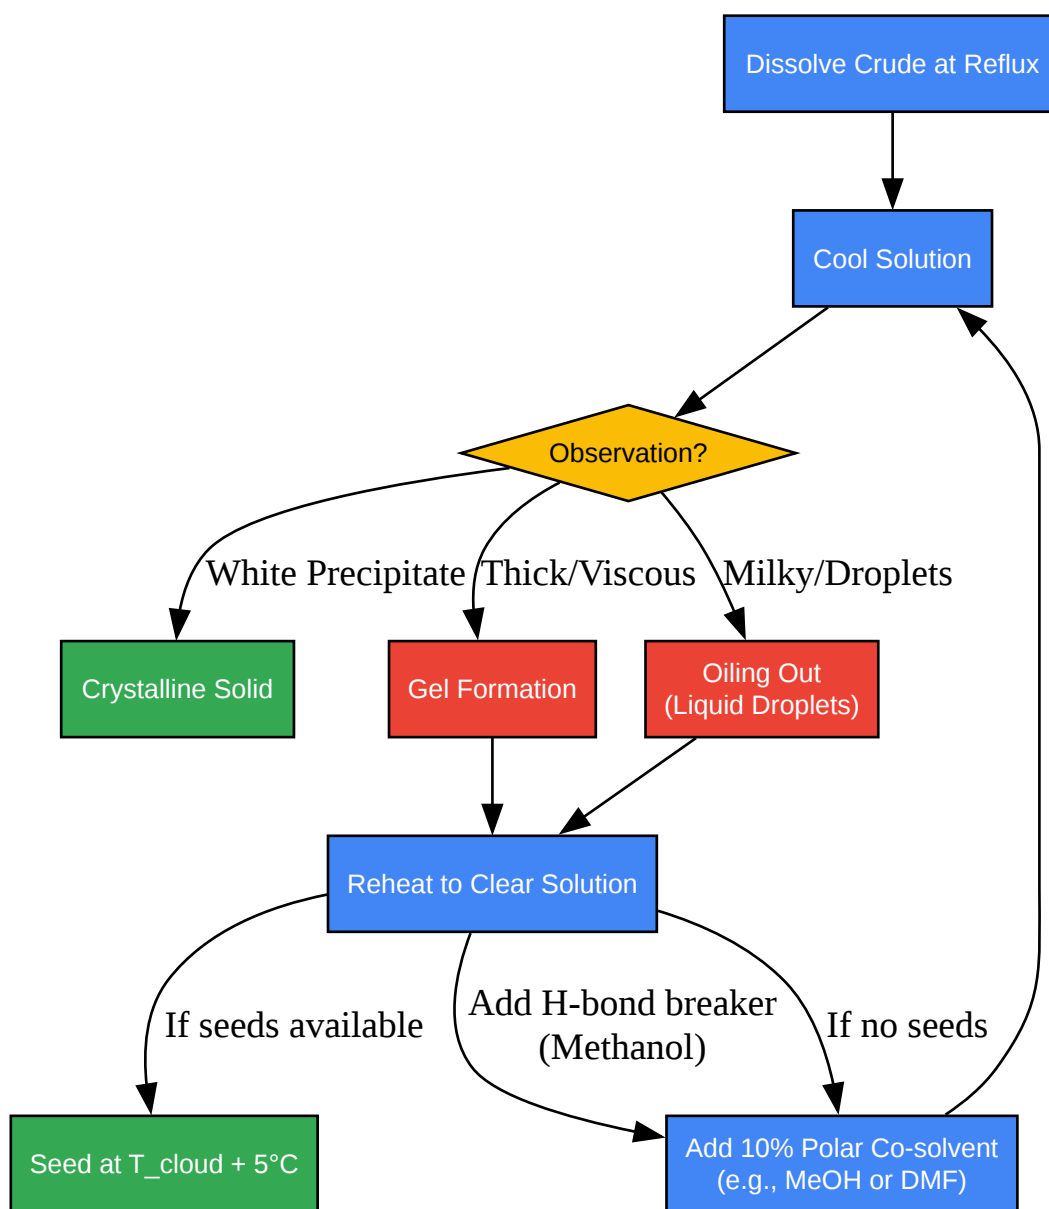 Dissolve Crude at Reflux
Cool Solution
Observation?
White Precipitate
Thick/Viscous
Milky/Droplets
Crystalline Solid
Gel Formation
Oiling Out
(Liquid Droplets)
Reheat to Clear Solution
If seeds available
Add H-bond breaker
(Methanol)
If no seeds
Seed at T_cloud + 5°C
Add 10% Polar Co-solvent
(e.g., MeOH or DMF)